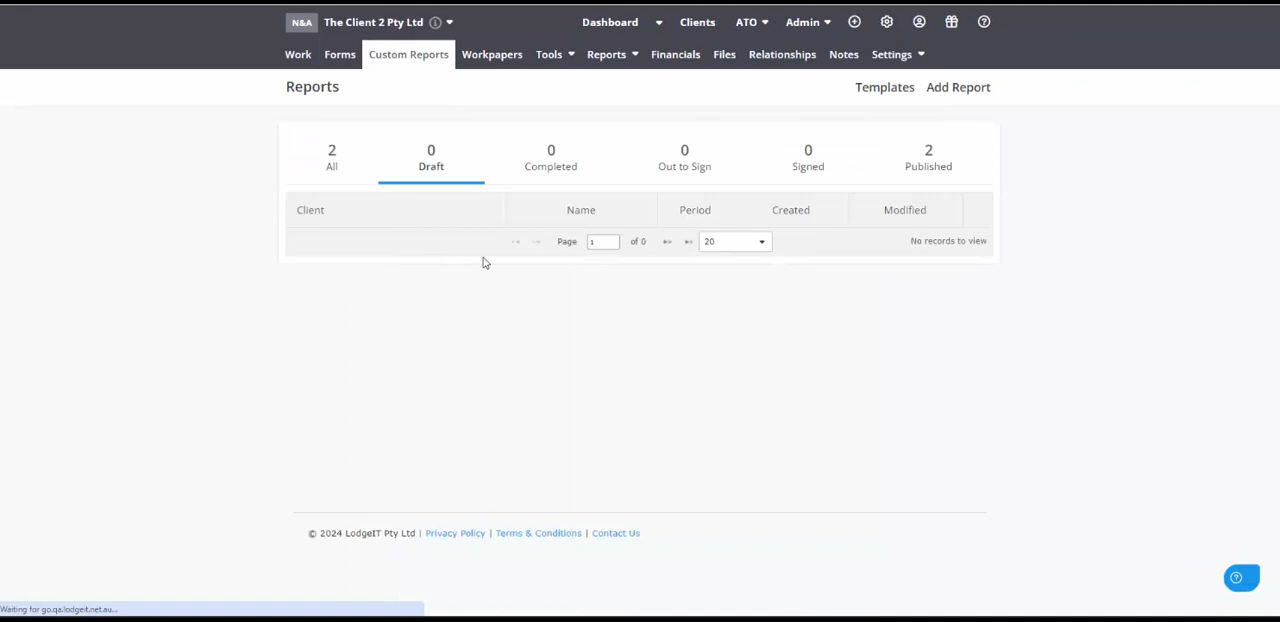 N&A The Client 2 Pty Ltd Dashboard Clients ATO Admin
Work Forms Custom Reports Workpapers Tools Reports Financials Files Relationships Notes Settings
Reports Templates Add Report
2 0 0 0 0 2
All Draft Completed Out to Sign Signed Published
Client Name Period Created Modified
Page 1 of 0 20 No records to view
© 2024 LodgeIT Pty Ltd | Privacy Policy | Terms & Conditions | Contact Us
Waiting for go.qa.lodgeit.net.au...